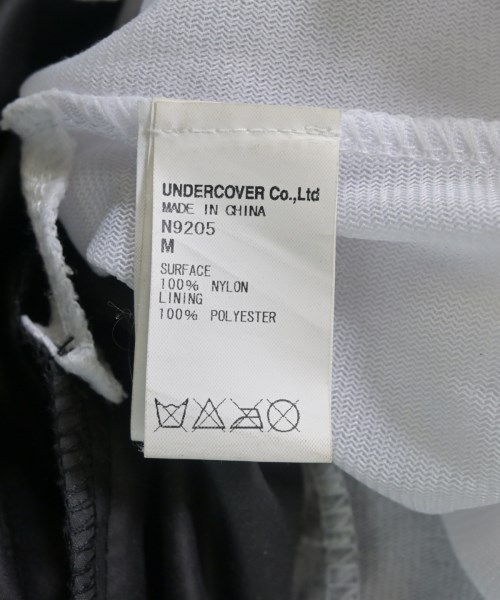 UNDERCOVER Co.,Ltd
MADE IN CHINA
N9205
M
SURFACE
100% NYLON
LINING
100% POLYESTER